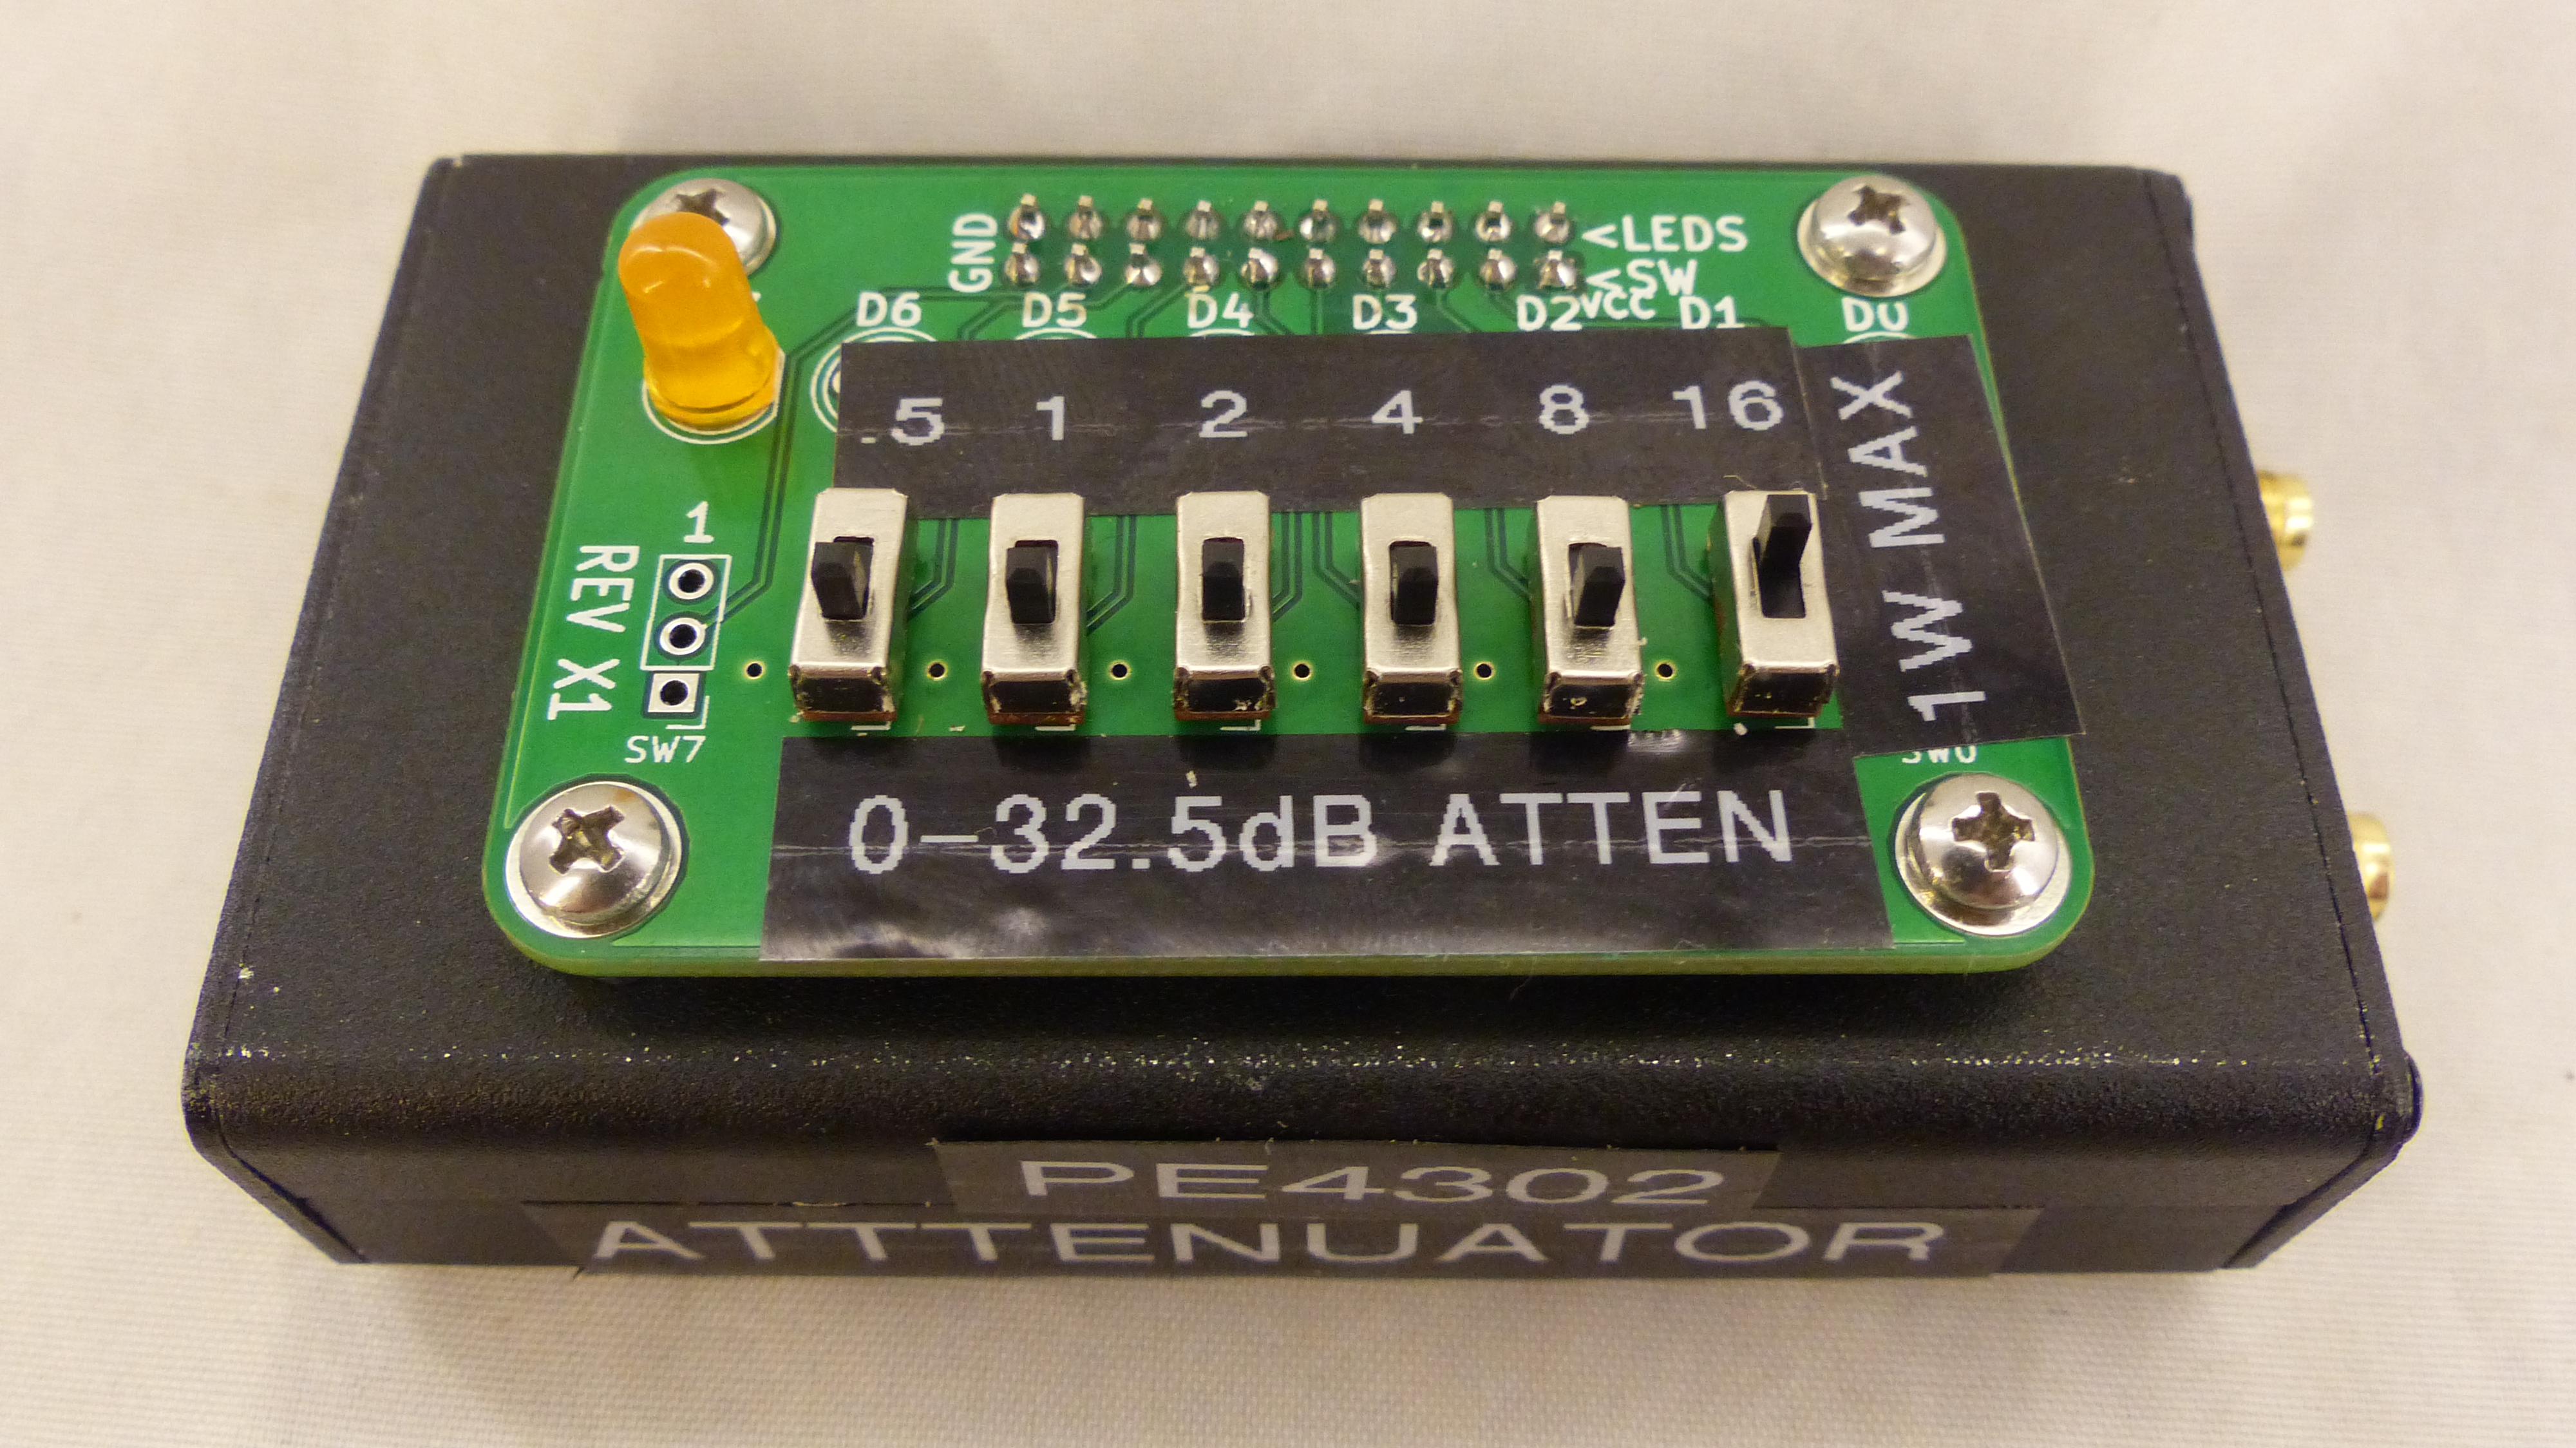 GND
<LEDS
<SW
VCC
D6 D5 D4 D3 D2 D1 D0
.5 1 2 4 8 16
1W MAX
1
REV X1
SW7
SW0
0-32.5dB ATTEN
PE4302
ATTTENUATOR